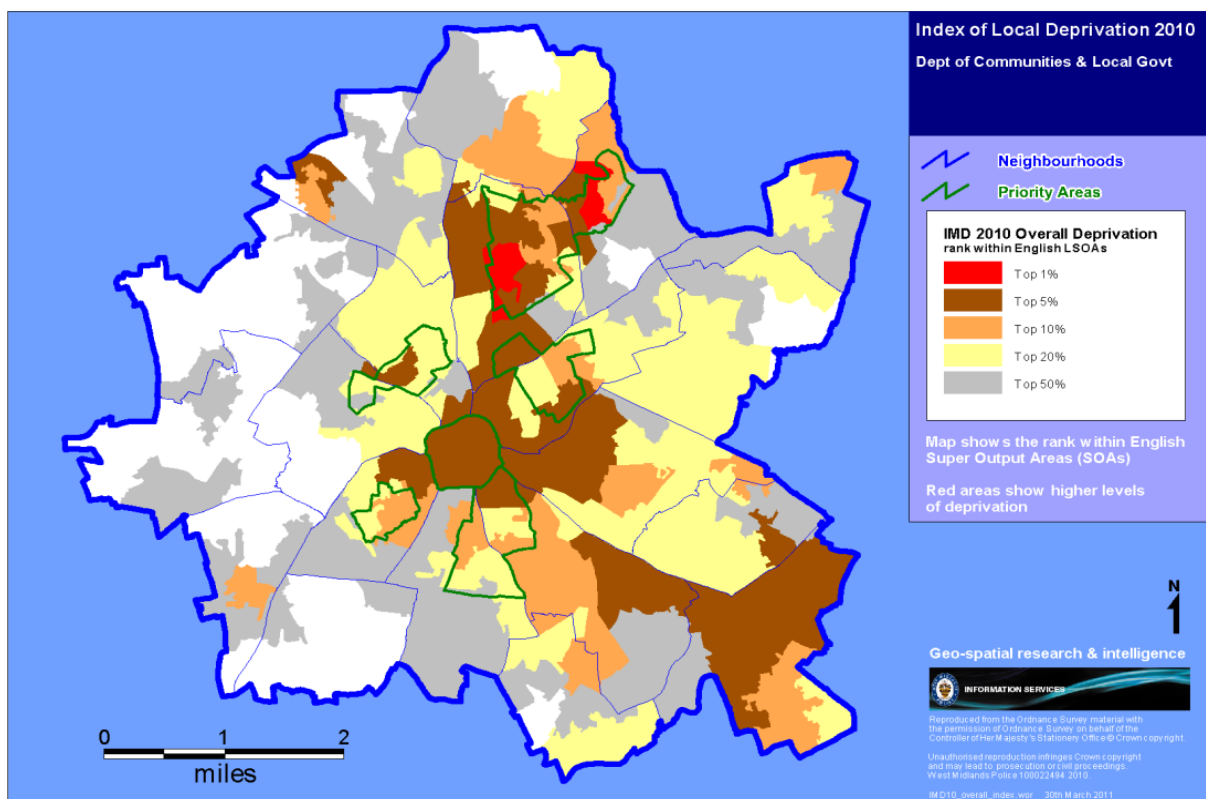 Index of Local Deprivation 2010
Dept of Communities & Local Govt
Neighbourhoods
Priority Areas
IMD 2010 Overall Deprivation
rank within English LSOAs
Top 1%
Top 5%
Top 10%
Top 20%
Top 50%
Map shows the rank within English
Super Output Areas (SOAs)
Red areas show higher levels
of deprivation
N
0 1 2
miles
Geo-spatial research & intelligence
INFORMATION SERVICES
Reproduced from the Ordnance Survey material with
the permission of Ordnance Survey on behalf of the
Controller of Her Majesty's Stationery Office © Crown copyright.
Unauthorised reproduction infringes Crown copyright
and may lead to prosecution or civil proceedings.
West Midlands Police 100022494 2010.
IMD10_overall_index.wor 30th March 2011